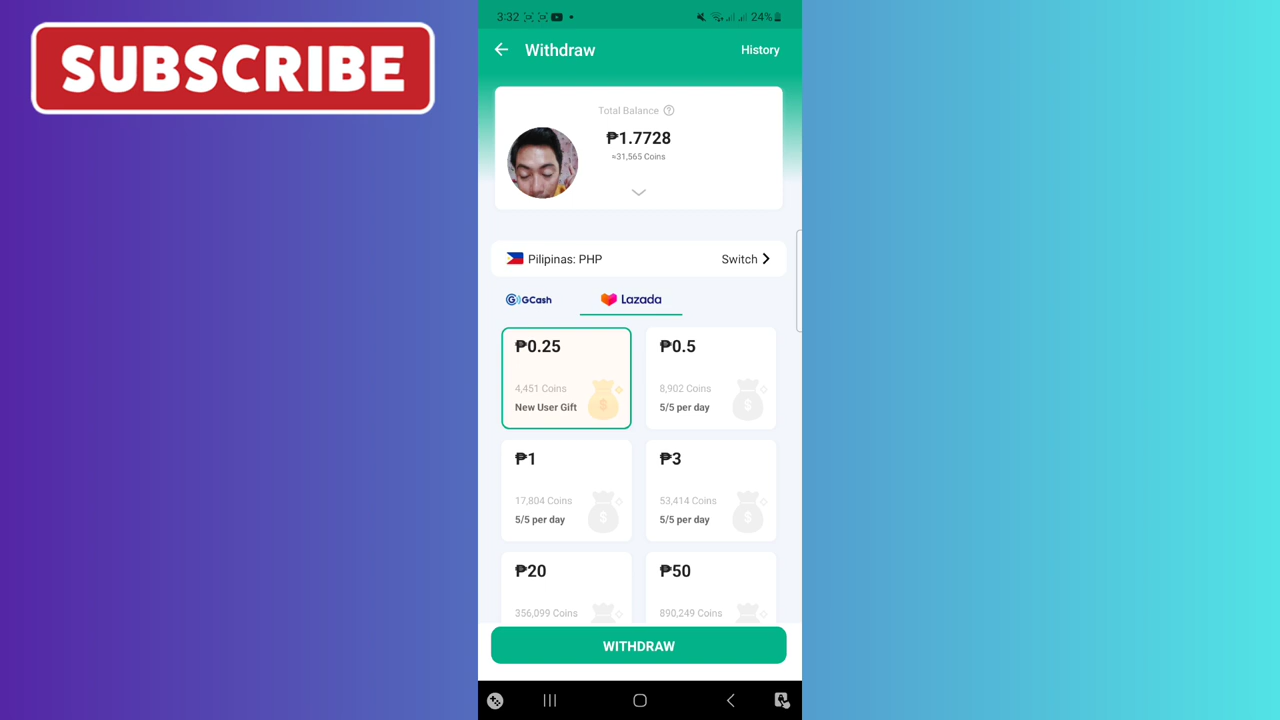 SUBSCRIBE
3:32
24%
Withdraw
History
Total Balance
₱1.7728
≈31,565 Coins
Pilipinas: PHP
Switch
GCash
Lazada
₱0.25
4,451 Coins
New User Gift
₱0.5
8,902 Coins
5/5 per day
₱1
17,804 Coins
5/5 per day
₱3
53,414 Coins
5/5 per day
₱20
356,099 Coins
₱50
890,249 Coins
WITHDRAW